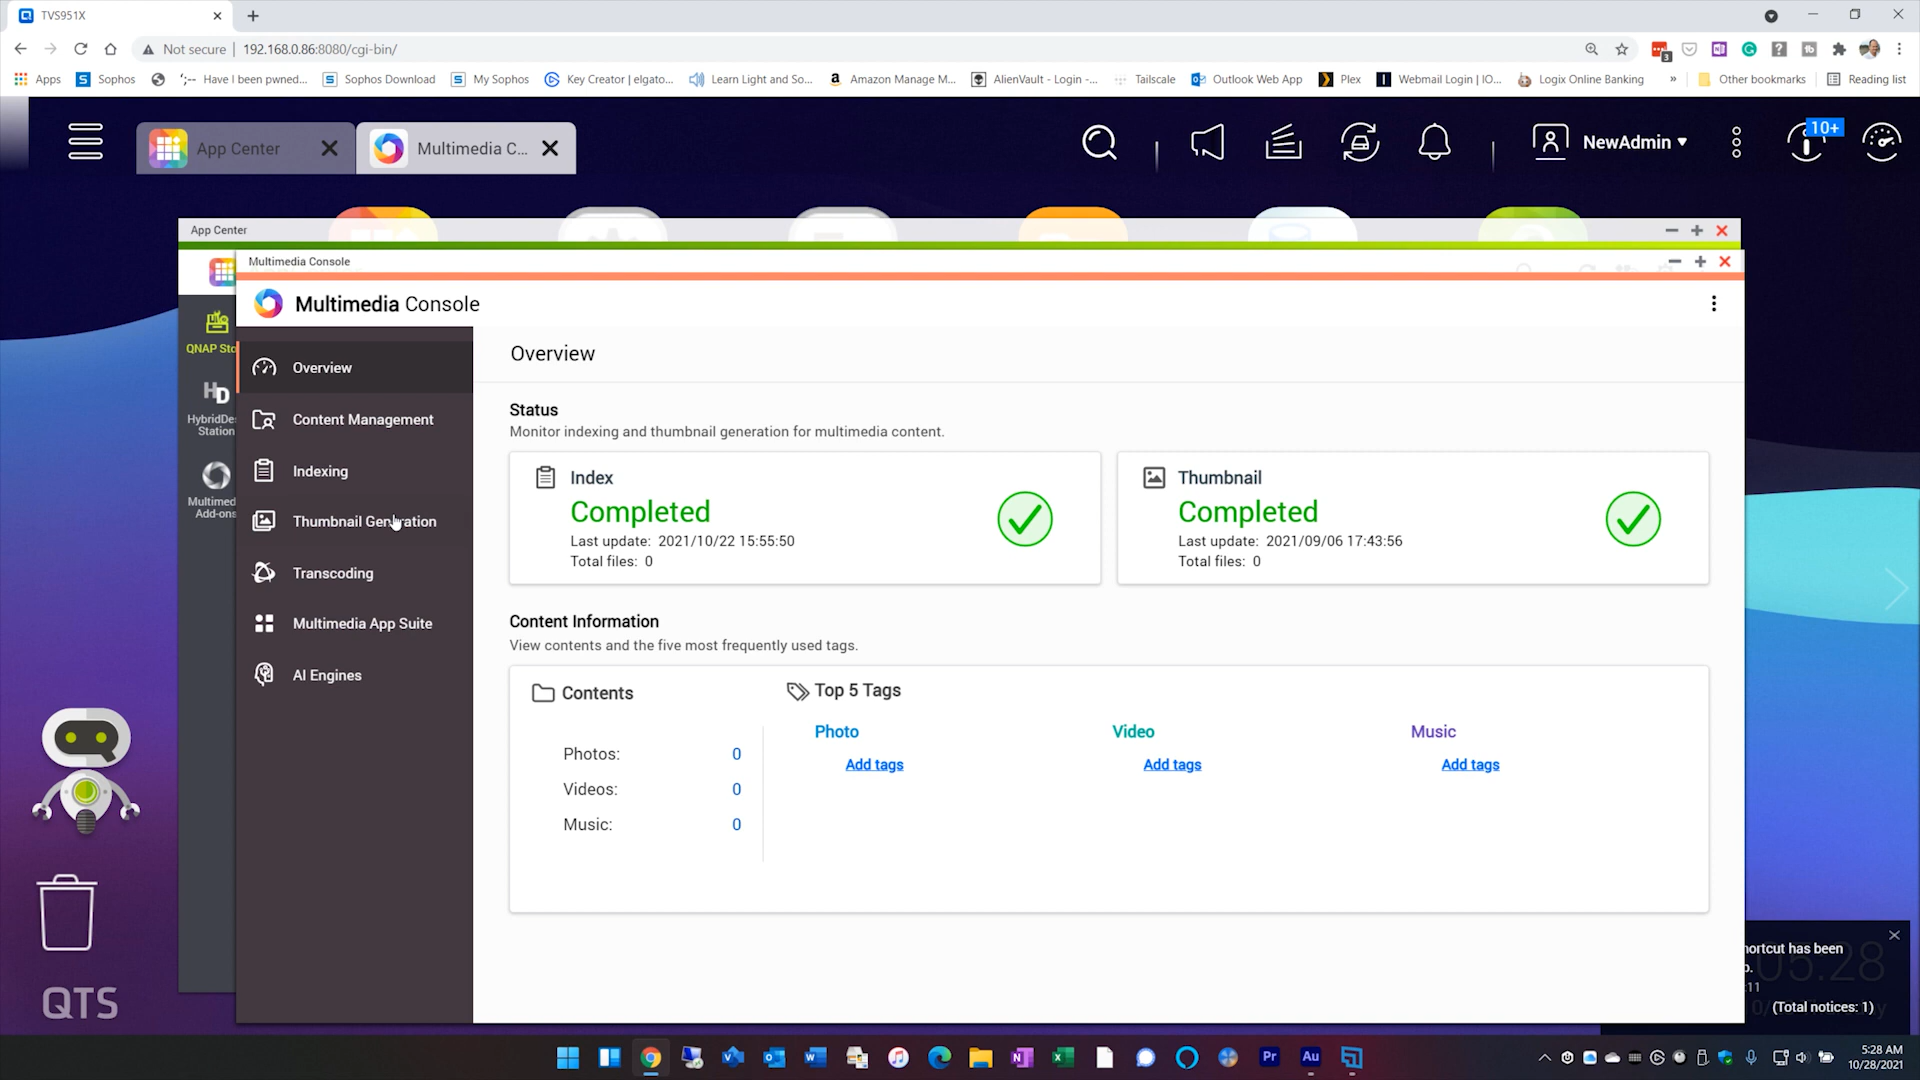 TVS951X
Not secure | 192.168.0.86:8080/cgi-bin/
3
Apps Sophos Have I been pwned... Sophos Download My Sophos Key Creator | elgato... Learn Light and So... Amazon Manage M... AlienVault - Login -... Tailscale Outlook Web App Plex Webmail Login | IO... Logix Online Banking » Other bookmarks Reading list
App Center Multimedia C... NewAdmin 10+
App Center
Multimedia Console
Multimedia Console
QNAP Sto
HybridDes
Station
Multimed
Add-ons
Overview
Content Management
Indexing
Thumbnail Generation
Transcoding
Multimedia App Suite
AI Engines
Overview
Status
Monitor indexing and thumbnail generation for multimedia content.
Index
Completed
Last update: 2021/10/22 15:55:50
Total files: 0
Thumbnail
Completed
Last update: 2021/09/06 17:43:56
Total files: 0
Content Information
View contents and the five most frequently used tags.
Contents
Photos: 0
Videos: 0
Music: 0
Top 5 Tags
Photo Video Music
Add tags Add tags Add tags
QTS
hortcut has been
05:28
:11
(Total notices: 1)
5:28 AM
10/28/2021